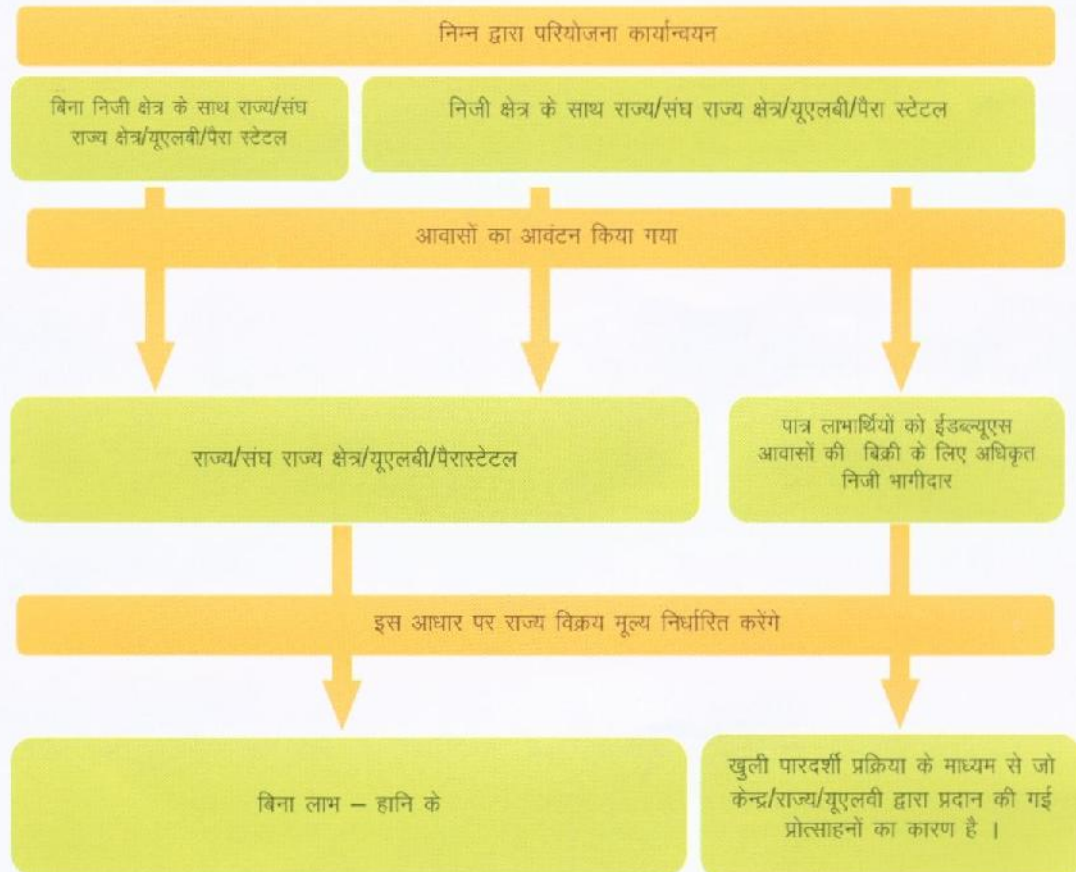 निम्न द्वारा परियोजना कार्यान्वयन
बिना निजी क्षेत्र के साथ राज्य/संघ
राज्य क्षेत्र/यूएलबी/पैरा स्टेटल
निजी क्षेत्र के साथ राज्य/संघ राज्य क्षेत्र/यूएलबी/पैरा स्टेटल
आवासों का आवंटन किया गया
राज्य/संघ राज्य क्षेत्र/यूएलबी/पैरास्टेटल
पात्र लाभार्थियों को ईडब्ल्यूएस
आवासों की बिक्री के लिए अधिकृत
निजी भागीदार
इस आधार पर राज्य विक्रय मूल्य निर्धारित करेंगे
बिना लाभ – हानि के
खुली पारदर्शी प्रक्रिया के माध्यम से जो
केन्द्र/राज्य/यूएलवी द्वारा प्रदान की गई
प्रोत्साहनों का कारण है ।